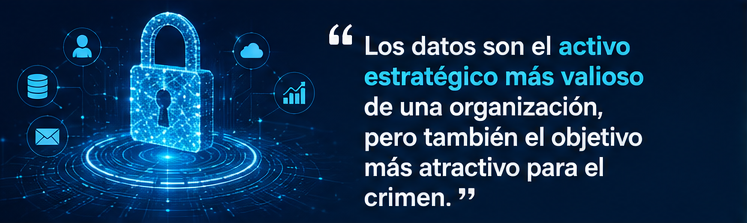 “ Los datos son el activo
estratégico más valioso
de una organización,
pero también el objetivo
más atractivo para el
crimen. ”